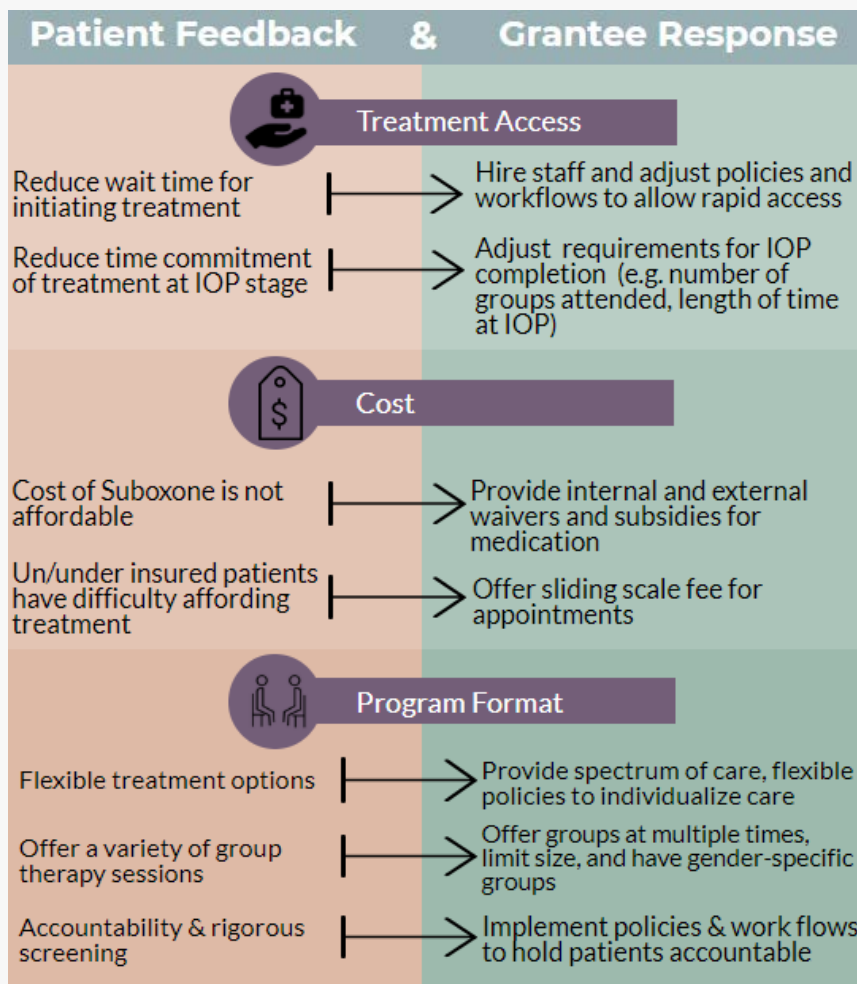 Patient Feedback & Grantee Response
Treatment Access
Reduce wait time for
initiating treatment
Hire staff and adjust policies and
workflows to allow rapid access
Reduce time commitment
of treatment at IOP stage
Adjust requirements for IOP
completion (e.g. number of
groups attended, length of time
at IOP)
$
Cost
Cost of Suboxone is not
affordable
Provide internal and external
waivers and subsidies for
medication
Un/under insured patients
have difficulty affording
treatment
Offer sliding scale fee for
appointments
Program Format
Flexible treatment options
Provide spectrum of care, flexible
policies to individualize care
Offer a variety of group
therapy sessions
Offer groups at multiple times,
limit size, and have gender-specific
groups
Accountability & rigorous
screening
Implement policies & work flows
to hold patients accountable